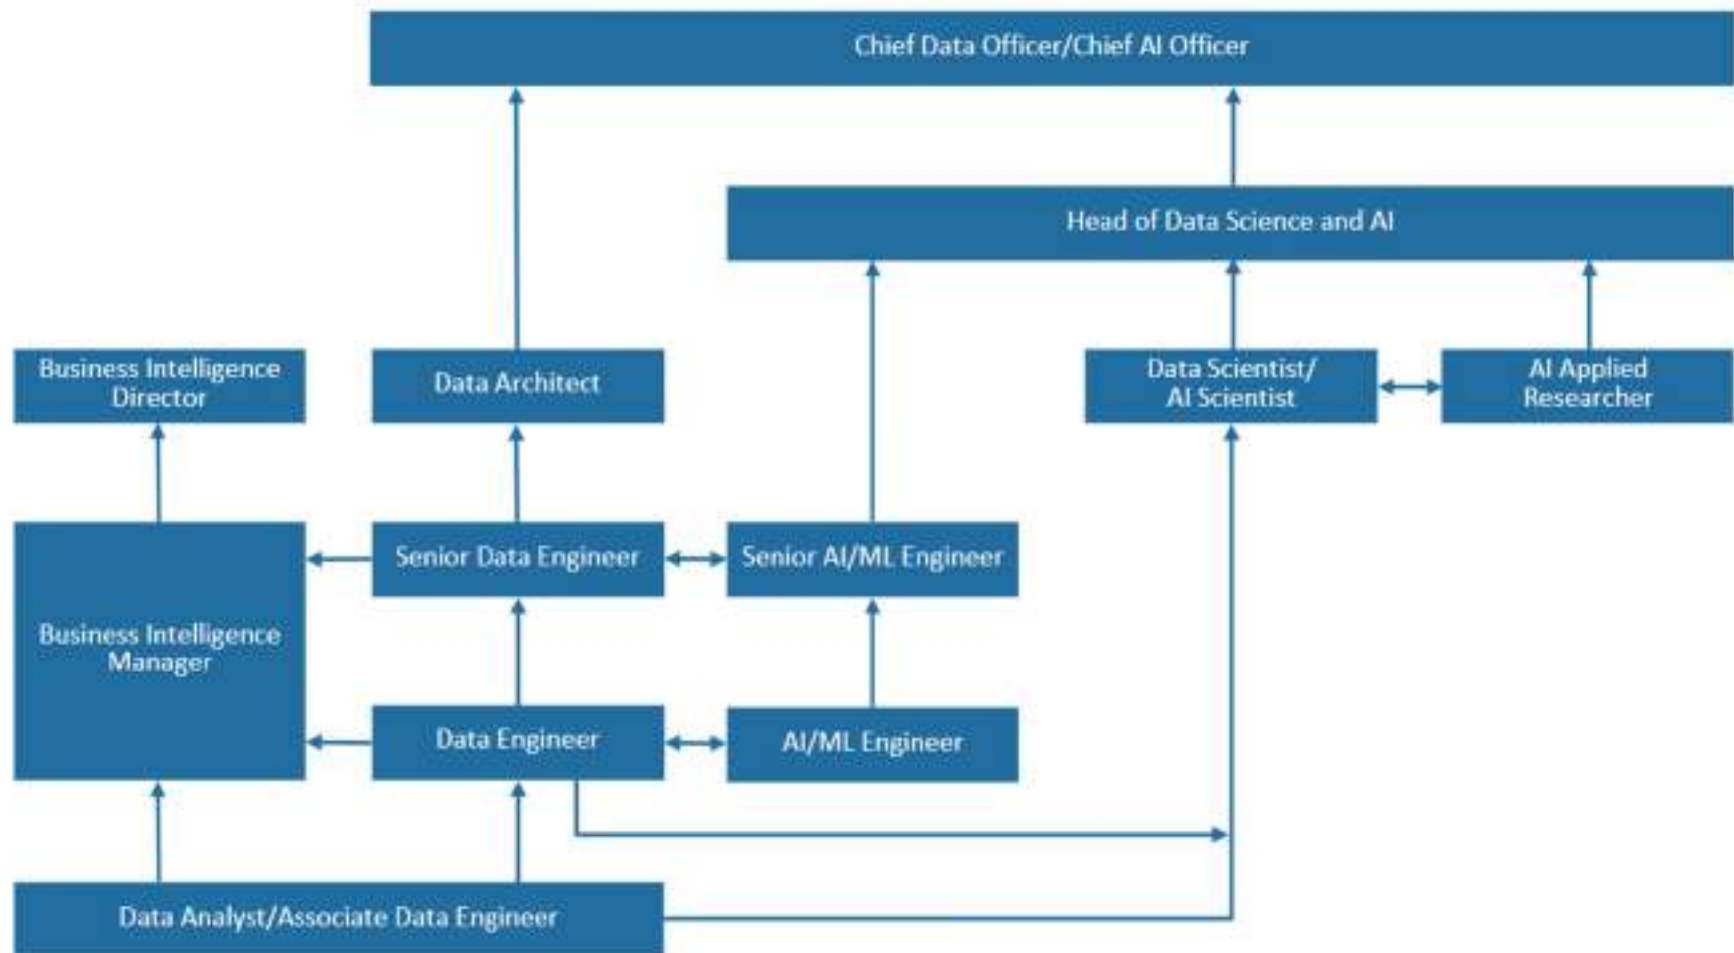 Chief Data Officer/Chief AI Officer
Head of Data Science and AI
Business Intelligence
Director
Data Architect
Data Scientist/
AI Scientist
AI Applied
Researcher
Senior Data Engineer
Senior AI/ML Engineer
Business Intelligence
Manager
Data Engineer
AI/ML Engineer
Data Analyst/Associate Data Engineer